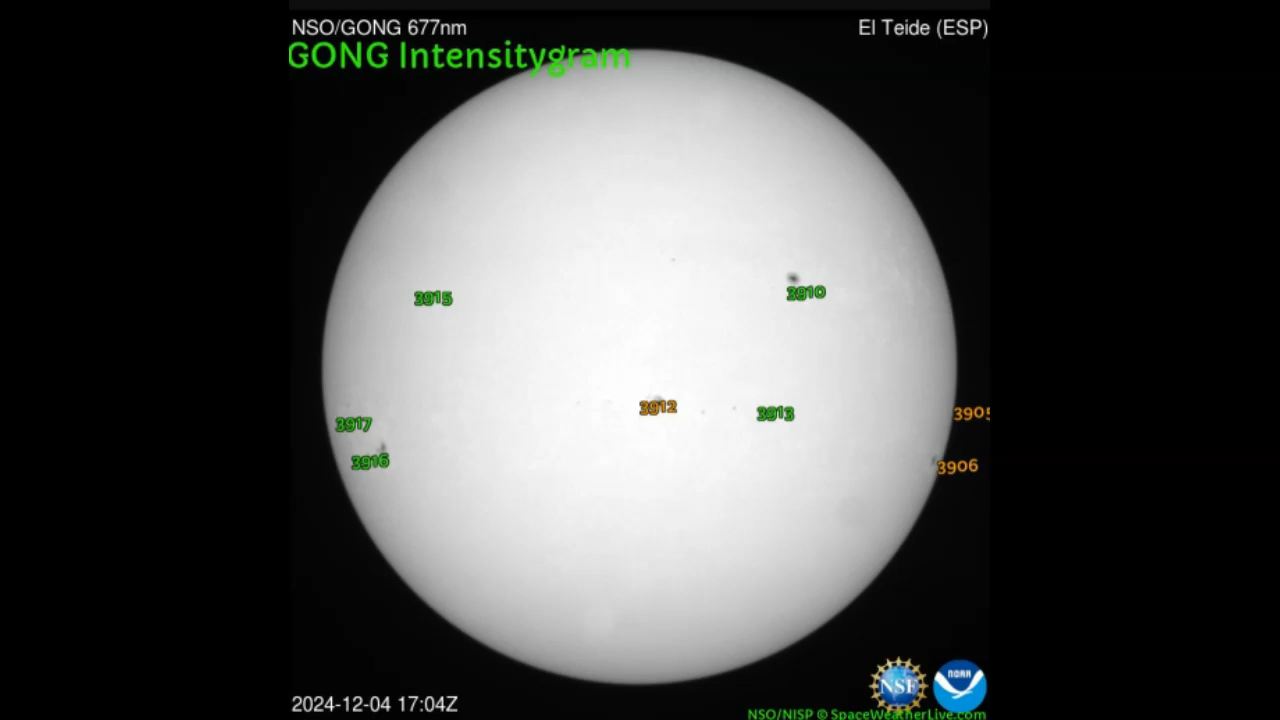 NSO/GONG 677nm
El Teide (ESP)
GONG Intensitygram
3915
3910
3912
3913
3905
3917
3916
3906
NSF
NOAA
2024-12-04 17:04Z
NSO/NISP © SpaceWeatherLive.com